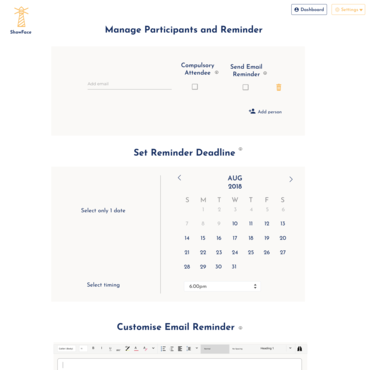 Dashboard
Settings
ShowFace
Manage Participants and Reminder
Compulsory
Attendee
Send Email
Reminder
Add email
Add person
Set Reminder Deadline
AUG
2018
S M T W T F S
1 2 3 4 5 6
7 8 9 10 11 12 13
14 15 16 17 18 19 20
21 22 23 24 25 26 27
28 29 30 31
Select only 1 date
Select timing
6:00pm
Customise Email Reminder
Heading 1